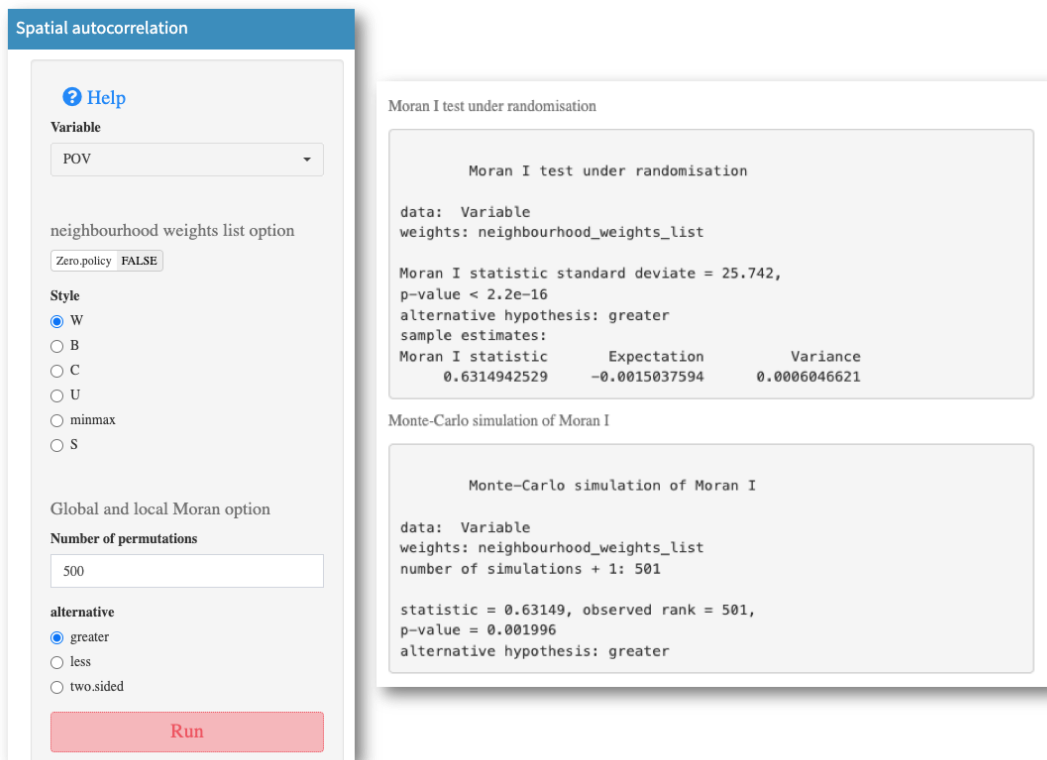 Spatial autocorrelation
Help
Variable
POV
neighbourhood weights list option
Zero.policy FALSE
Style
W
B
C
U
minmax
S
Global and local Moran option
Number of permutations
500
alternative
greater
less
two.sided
Run
Moran I test under randomisation
Moran I test under randomisation
data:  Variable
weights: neighbourhood_weights_list
Moran I statistic standard deviate = 25.742,
p-value < 2.2e-16
alternative hypothesis: greater
sample estimates:
Moran I statistic       Expectation          Variance
0.6314942529     -0.0015037594      0.0006046621
Monte-Carlo simulation of Moran I
Monte-Carlo simulation of Moran I
data:  Variable
weights: neighbourhood_weights_list
number of simulations + 1: 501
statistic = 0.63149, observed rank = 501,
p-value = 0.001996
alternative hypothesis: greater